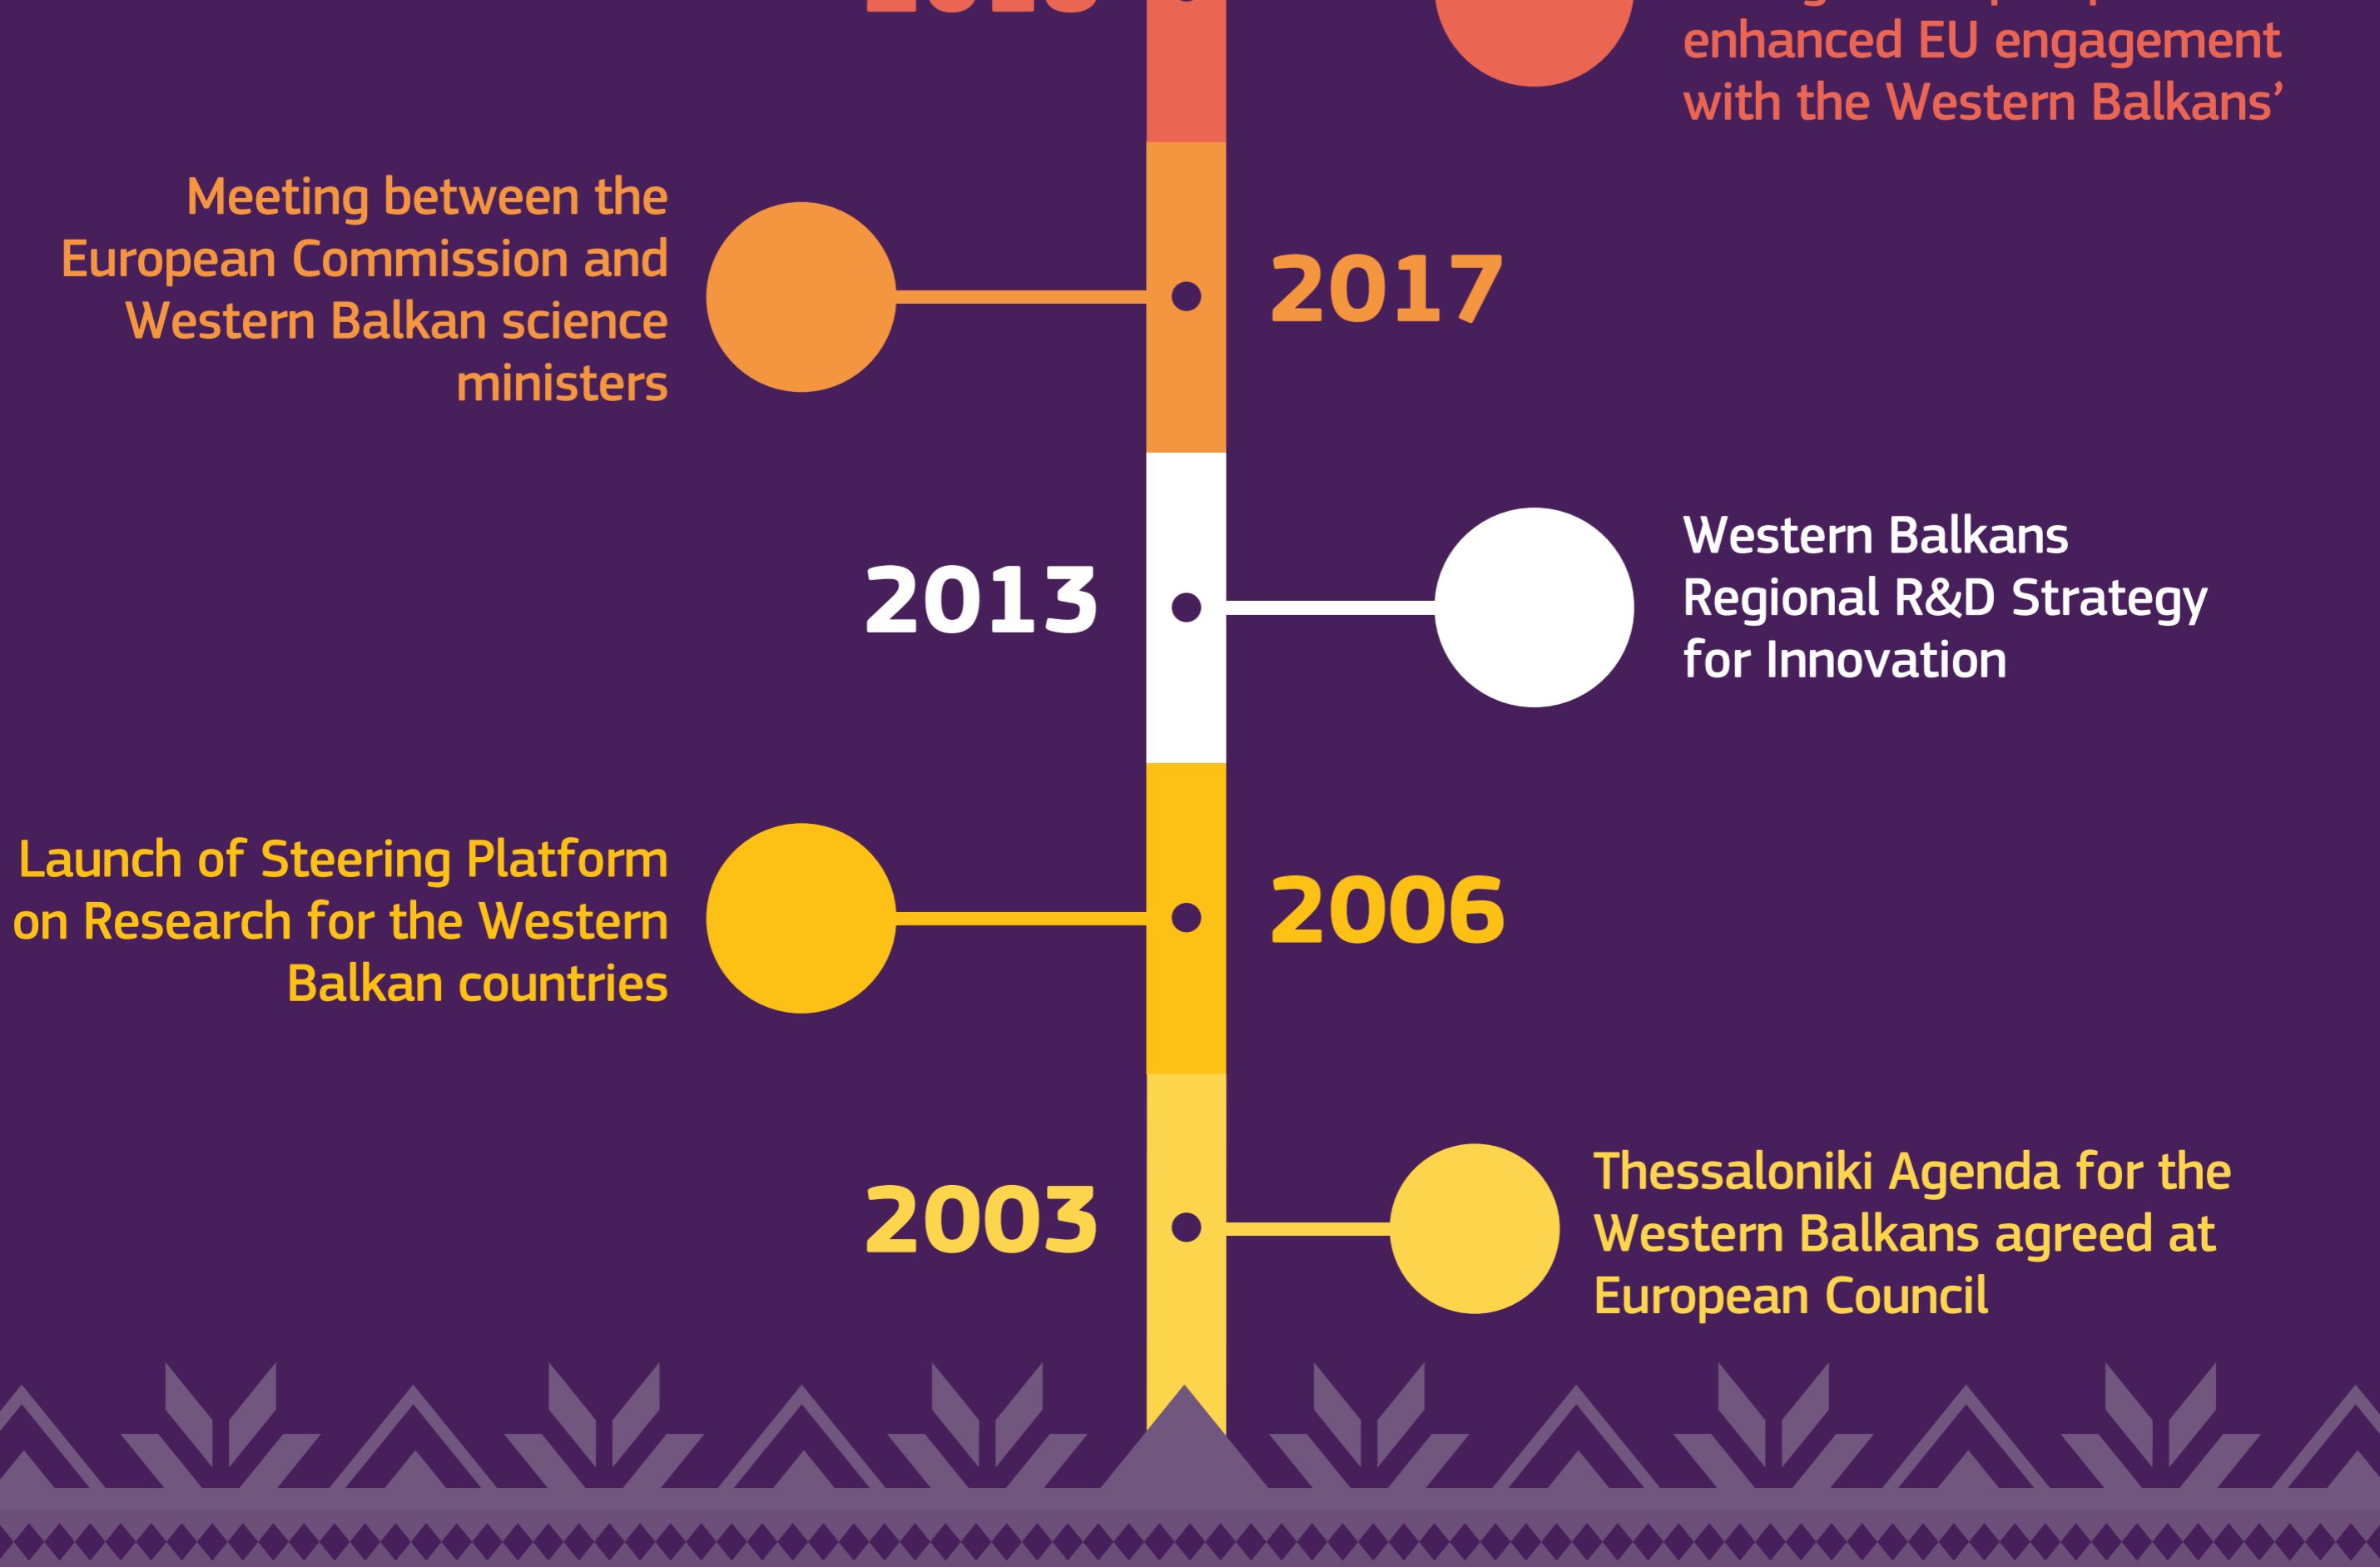 enhanced EU engagement
with the Western Balkans’
Meeting between the
European Commission and
Western Balkan science
ministers
2017
2013
Western Balkans
Regional R&D Strategy
for Innovation
Launch of Steering Platform
on Research for the Western
Balkan countries
2006
2003
Thessaloniki Agenda for the
Western Balkans agreed at
European Council